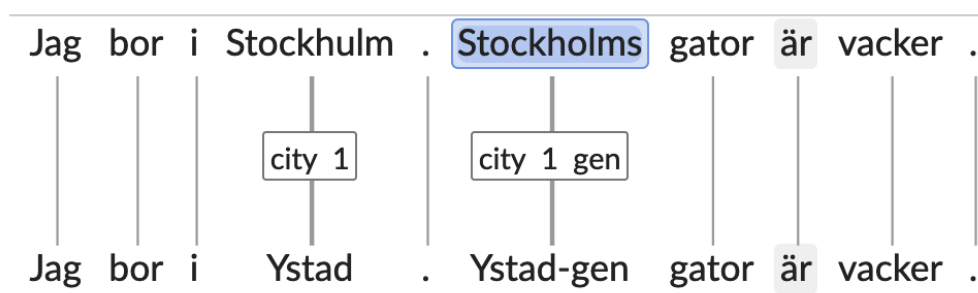 Jag bor i Stockhulm . Stockholms gator är vacker .
city 1 city 1 gen
Jag bor i Ystad . Ystad-gen gator är vacker .